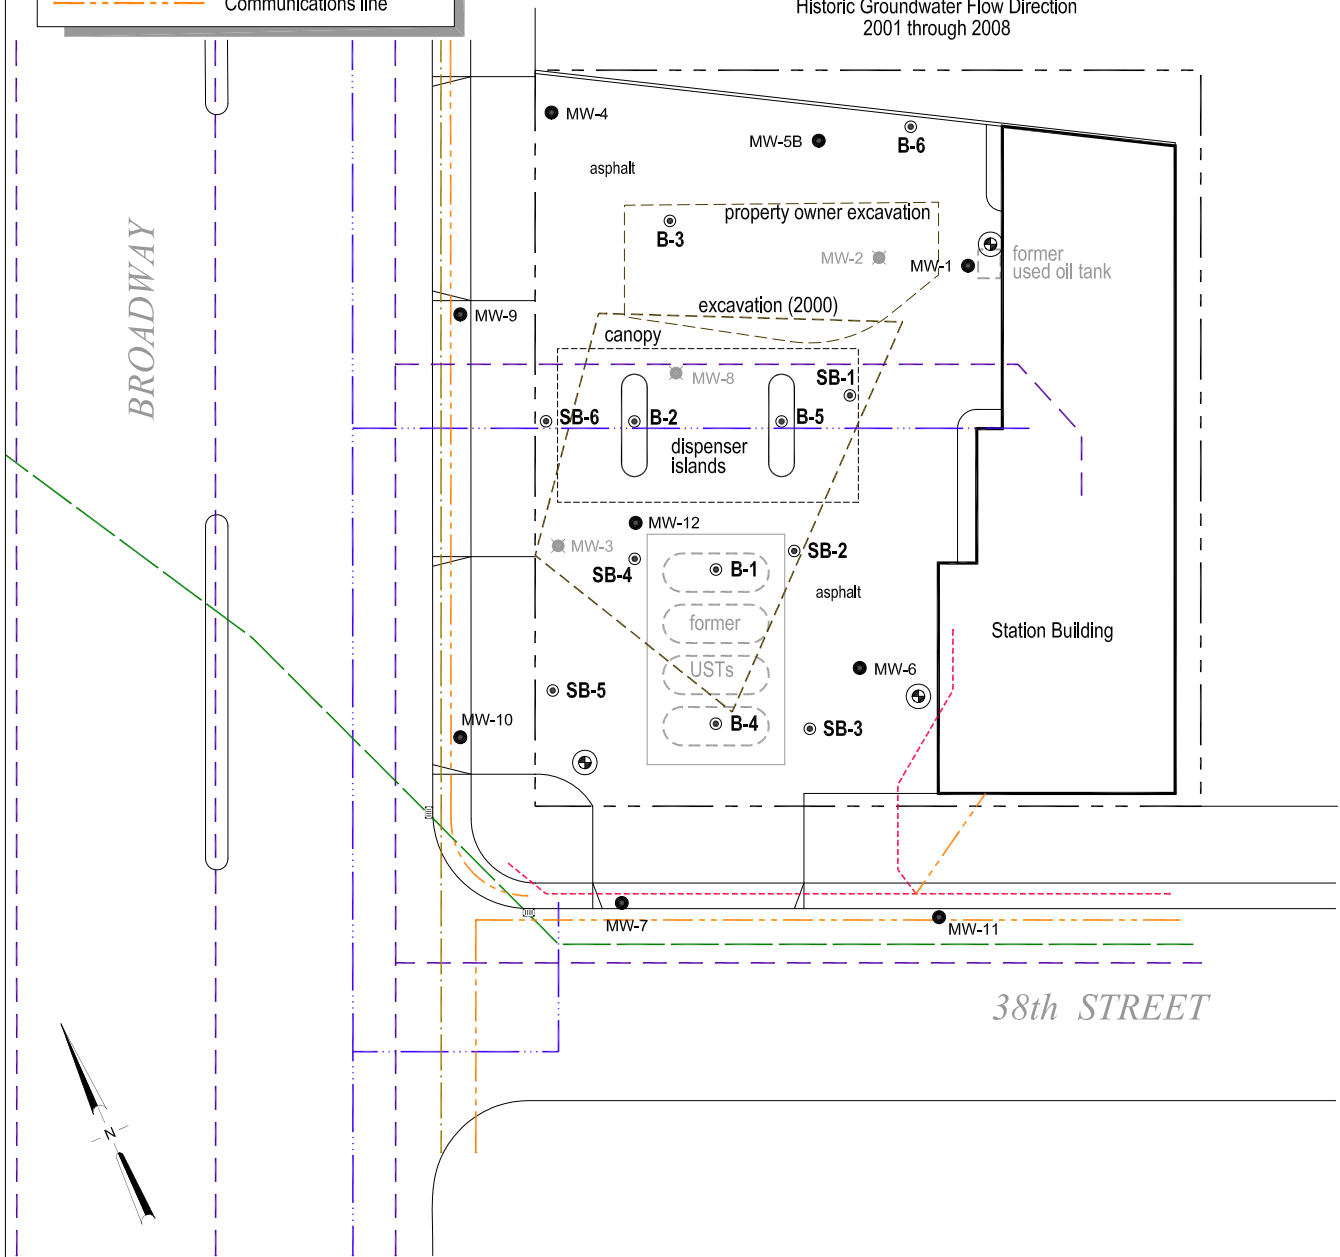 Communications line
Historic Groundwater Flow Direction
2001 through 2008
MW-4
MW-5B
B-6
asphalt
BROADWAY
property owner excavation
B-3
MW-2
MW-1
former
used oil tank
excavation (2000)
MW-9
canopy
MW-8
SB-1
SB-6
B-2
B-5
dispenser
islands
MW-12
MW-3
SB-2
SB-4
B-1
asphalt
former
Station Building
USTs
MW-6
SB-5
MW-10
B-4
SB-3
MW-7
MW-11
38th STREET
N